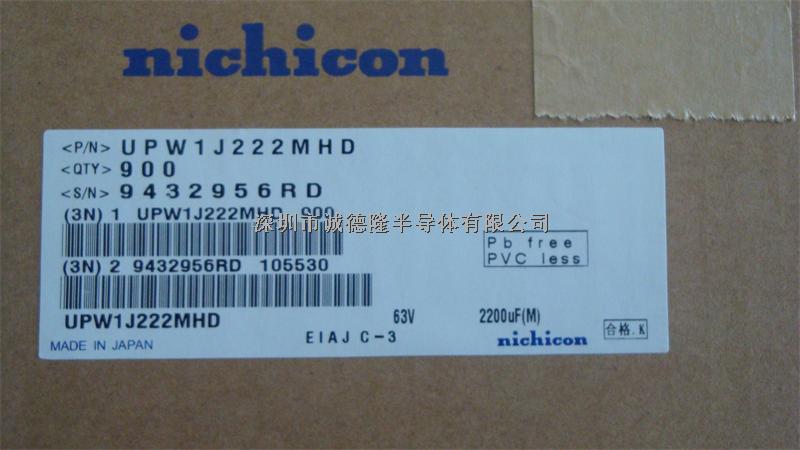 nichicon
<P/N> UPW1J222MHD
<QTY> 900
<S/N> 9432956RD
(3N) 1 UPW1J222MHD 900
深圳市诚德隆半导体有限公司
Pb free
PVC less
(3N) 2 9432956RD 105530
UPW1J222MHD 63V 2200uF(M)
EIAJ C-3
nichicon
合格.K
MADE IN JAPAN